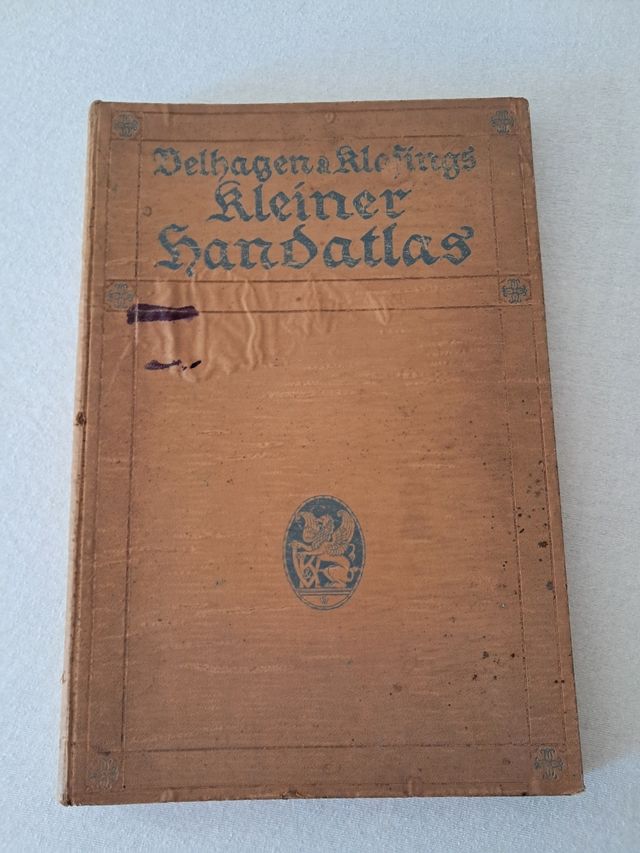 Velhagen & Klasings
Kleiner
Handatlas